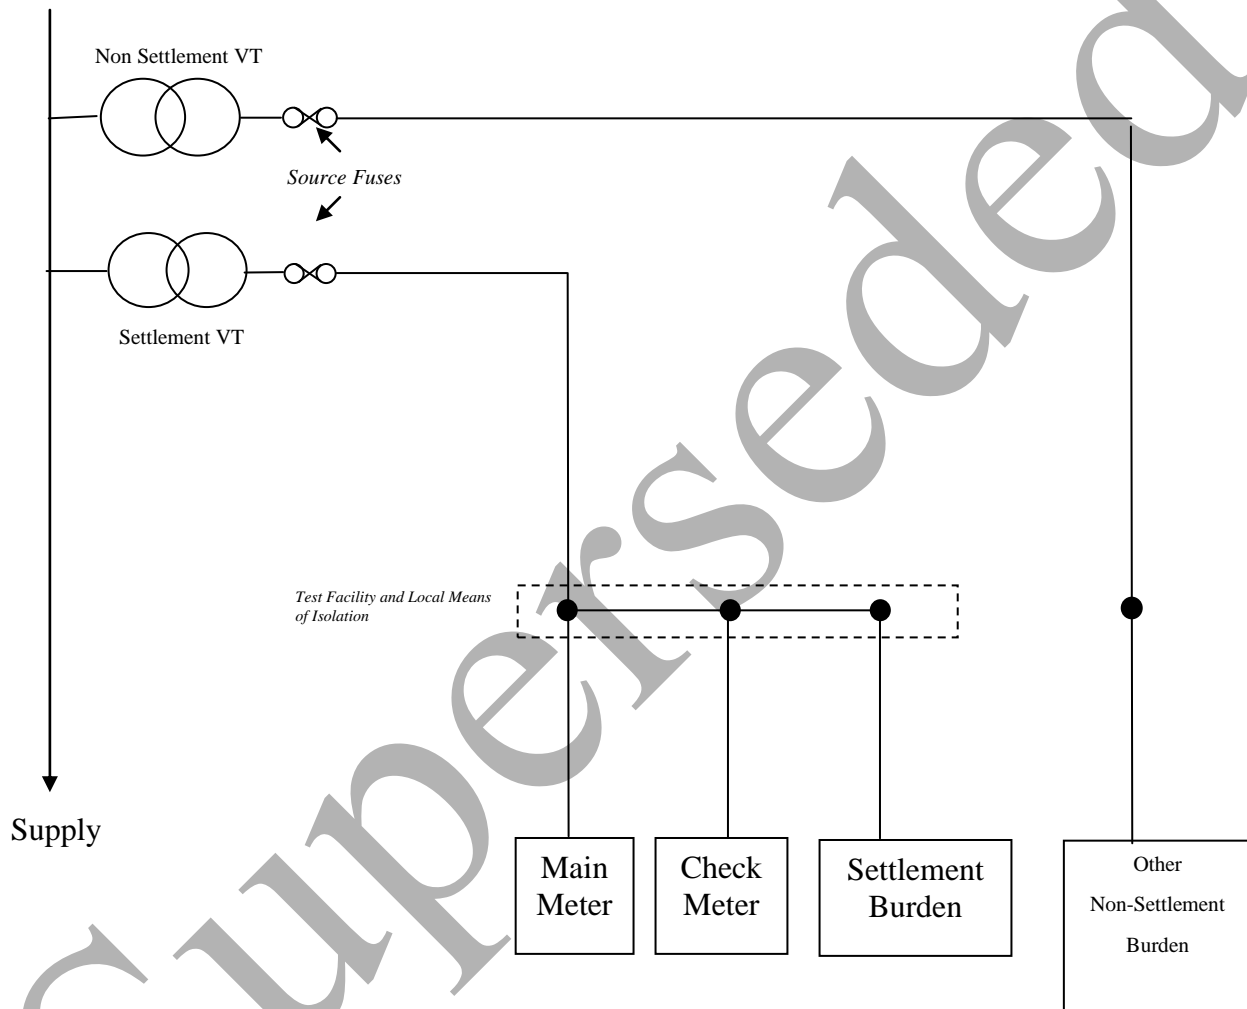 Non Settlement VT
Source Fuses
Settlement VT
Test Facility and Local Means
of Isolation
Supply
Main
Meter
Check
Meter
Settlement
Burden
Other
Non-Settlement
Burden
Superseded